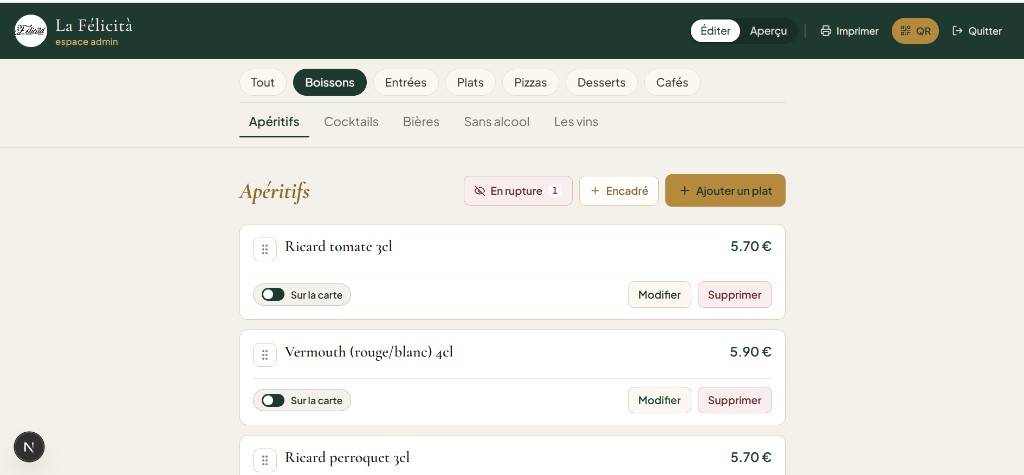 Félicità
La Félicità
espace admin
Éditer
Aperçu
Imprimer
QR
Quitter
Tout
Boissons
Entrées
Plats
Pizzas
Desserts
Cafés
Apéritifs
Cocktails
Bières
Sans alcool
Les vins
Apéritifs
En rupture 1
+ Encadré
+ Ajouter un plat
Ricard tomate 3cl
5.70 €
Sur la carte
Modifier
Supprimer
Vermouth (rouge/blanc) 4cl
5.90 €
Sur la carte
Modifier
Supprimer
Ricard perroquet 3cl
5.70 €
N